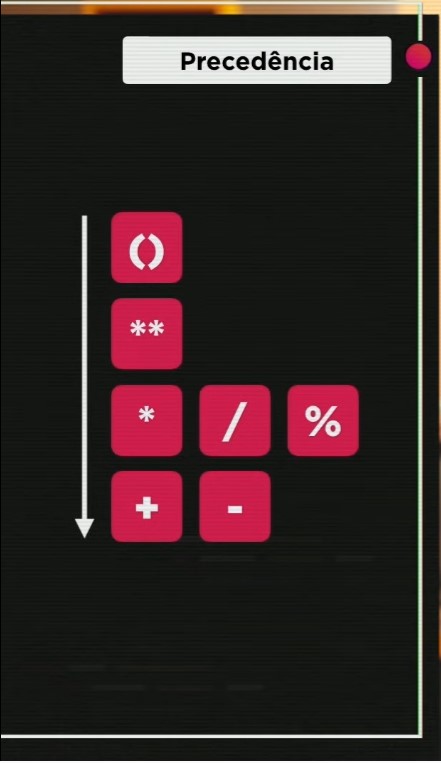 Precedência
()
**
* / %
+ -